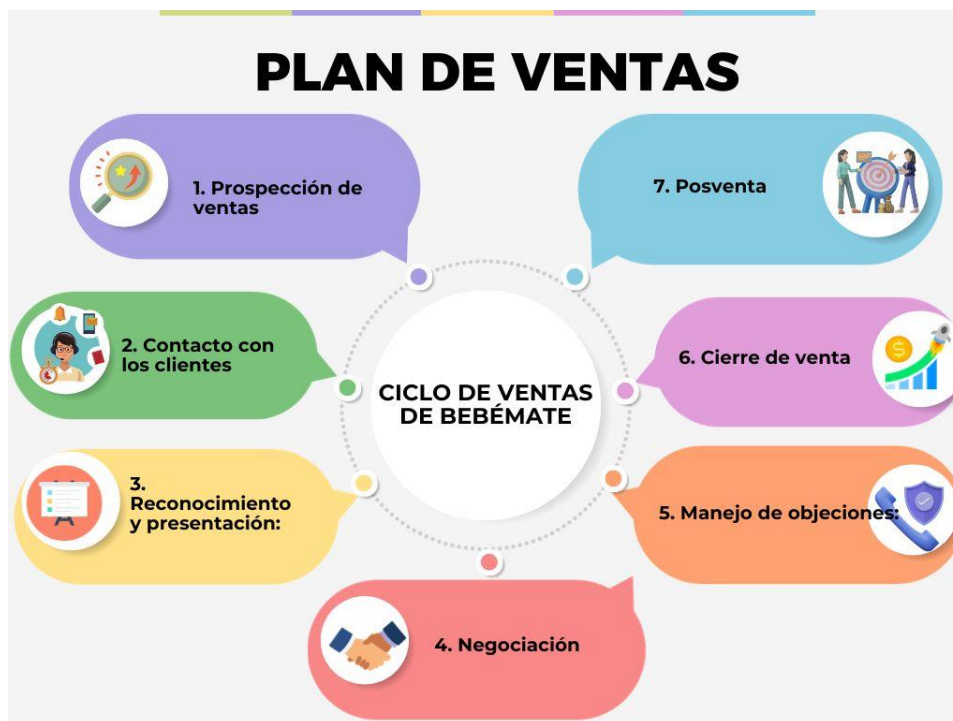 PLAN DE VENTAS
1. Prospección de
ventas
2. Contacto con
los clientes
3.
Reconocimiento
y presentación:
4. Negociación
5. Manejo de objeciones:
6. Cierre de venta
7. Posventa
CICLO DE VENTAS
DE BEBÉMATE